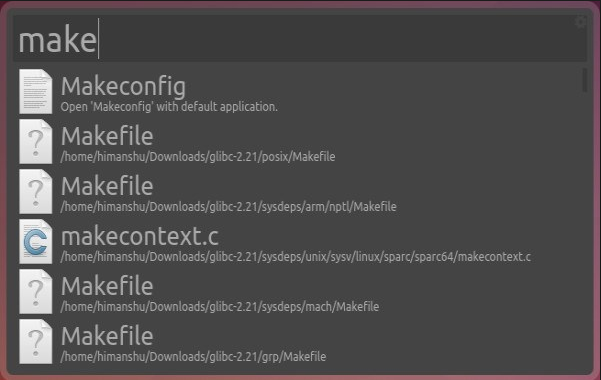 make
Makeconfig
Open 'Makeconfig' with default application.
Makefile
/home/himanshu/Downloads/glibc-2.21/posix/Makefile
Makefile
/home/himanshu/Downloads/glibc-2.21/sysdeps/arm/nptl/Makefile
makecontext.c
/home/himanshu/Downloads/glibc-2.21/sysdeps/unix/sysv/linux/sparc/sparc64/makecontext.c
Makefile
/home/himanshu/Downloads/glibc-2.21/sysdeps/mach/Makefile
Makefile
/home/himanshu/Downloads/glibc-2.21/grp/Makefile